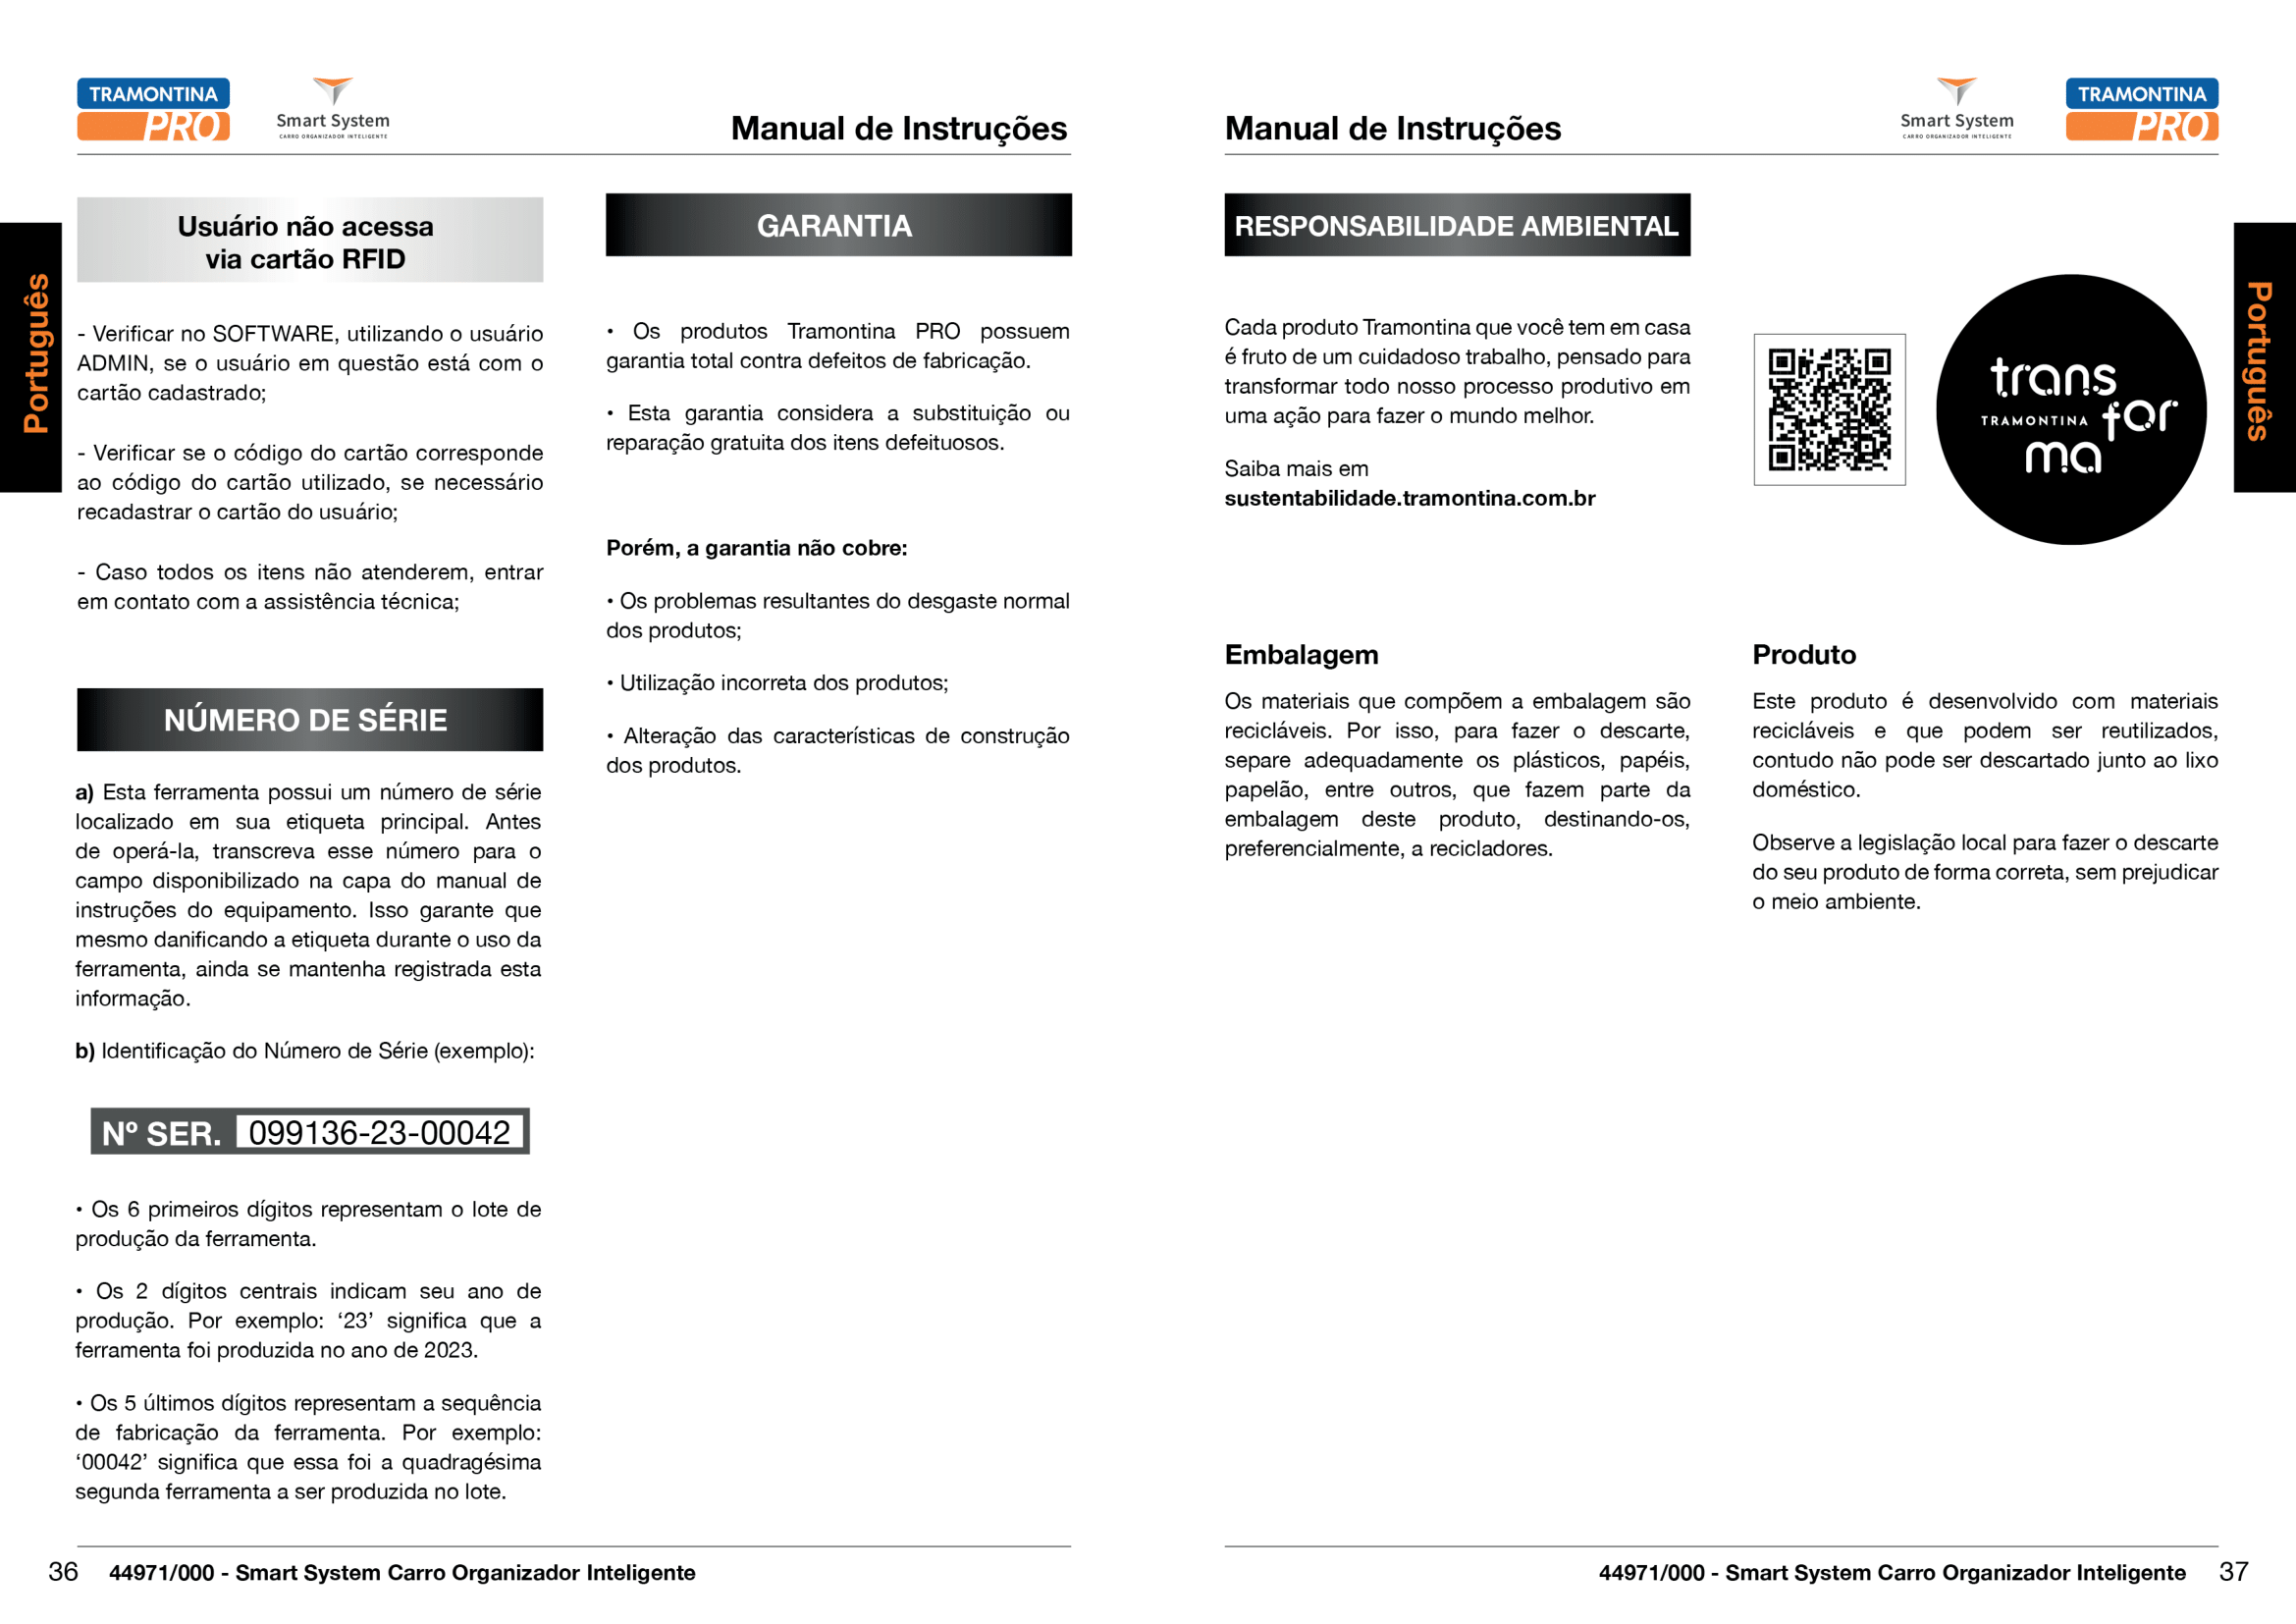 TRAMONTINA
PRO
Smart System
CARRO ORGANIZADOR INTELIGENTE
Manual de Instruções
Português
Usuário não acessa
via cartão RFID
- Verificar no SOFTWARE, utilizando o usuário
ADMIN, se o usuário em questão está com o
cartão cadastrado;
- Verificar se o código do cartão corresponde
ao código do cartão utilizado, se necessário
recadastrar o cartão do usuário;
- Caso todos os itens não atenderem, entrar
em contato com a assistência técnica;
NÚMERO DE SÉRIE
a) Esta ferramenta possui um número de série
localizado em sua etiqueta principal. Antes
de operá-la, transcreva esse número para o
campo disponibilizado na capa do manual de
instruções do equipamento. Isso garante que
mesmo danificando a etiqueta durante o uso da
ferramenta, ainda se mantenha registrada esta
informação.
b) Identificação do Número de Série (exemplo):
Nº SER. 099136-23-00042
• Os 6 primeiros dígitos representam o lote de
produção da ferramenta.
• Os 2 dígitos centrais indicam seu ano de
produção. Por exemplo: ‘23’ significa que a
ferramenta foi produzida no ano de 2023.
• Os 5 últimos dígitos representam a sequência
de fabricação da ferramenta. Por exemplo:
‘00042’ significa que essa foi a quadragésima
segunda ferramenta a ser produzida no lote.
GARANTIA
• Os produtos Tramontina PRO possuem
garantia total contra defeitos de fabricação.
• Esta garantia considera a substituição ou
reparação gratuita dos itens defeituosos.
Porém, a garantia não cobre:
• Os problemas resultantes do desgaste normal
dos produtos;
• Utilização incorreta dos produtos;
• Alteração das características de construção
dos produtos.
36 44971/000 - Smart System Carro Organizador Inteligente
Manual de Instruções
Smart System
CARRO ORGANIZADOR INTELIGENTE
TRAMONTINA
PRO
Português
RESPONSABILIDADE AMBIENTAL
Cada produto Tramontina que você tem em casa
é fruto de um cuidadoso trabalho, pensado para
transformar todo nosso processo produtivo em
uma ação para fazer o mundo melhor.
Saiba mais em
sustentabilidade.tramontina.com.br
trans
TRAMONTINA for
ma
Embalagem
Os materiais que compõem a embalagem são
recicláveis. Por isso, para fazer o descarte,
separe adequadamente os plásticos, papéis,
papelão, entre outros, que fazem parte da
embalagem deste produto, destinando-os,
preferencialmente, a recicladores.
Produto
Este produto é desenvolvido com materiais
recicláveis e que podem ser reutilizados,
contudo não pode ser descartado junto ao lixo
doméstico.
Observe a legislação local para fazer o descarte
do seu produto de forma correta, sem prejudicar
o meio ambiente.
44971/000 - Smart System Carro Organizador Inteligente 37